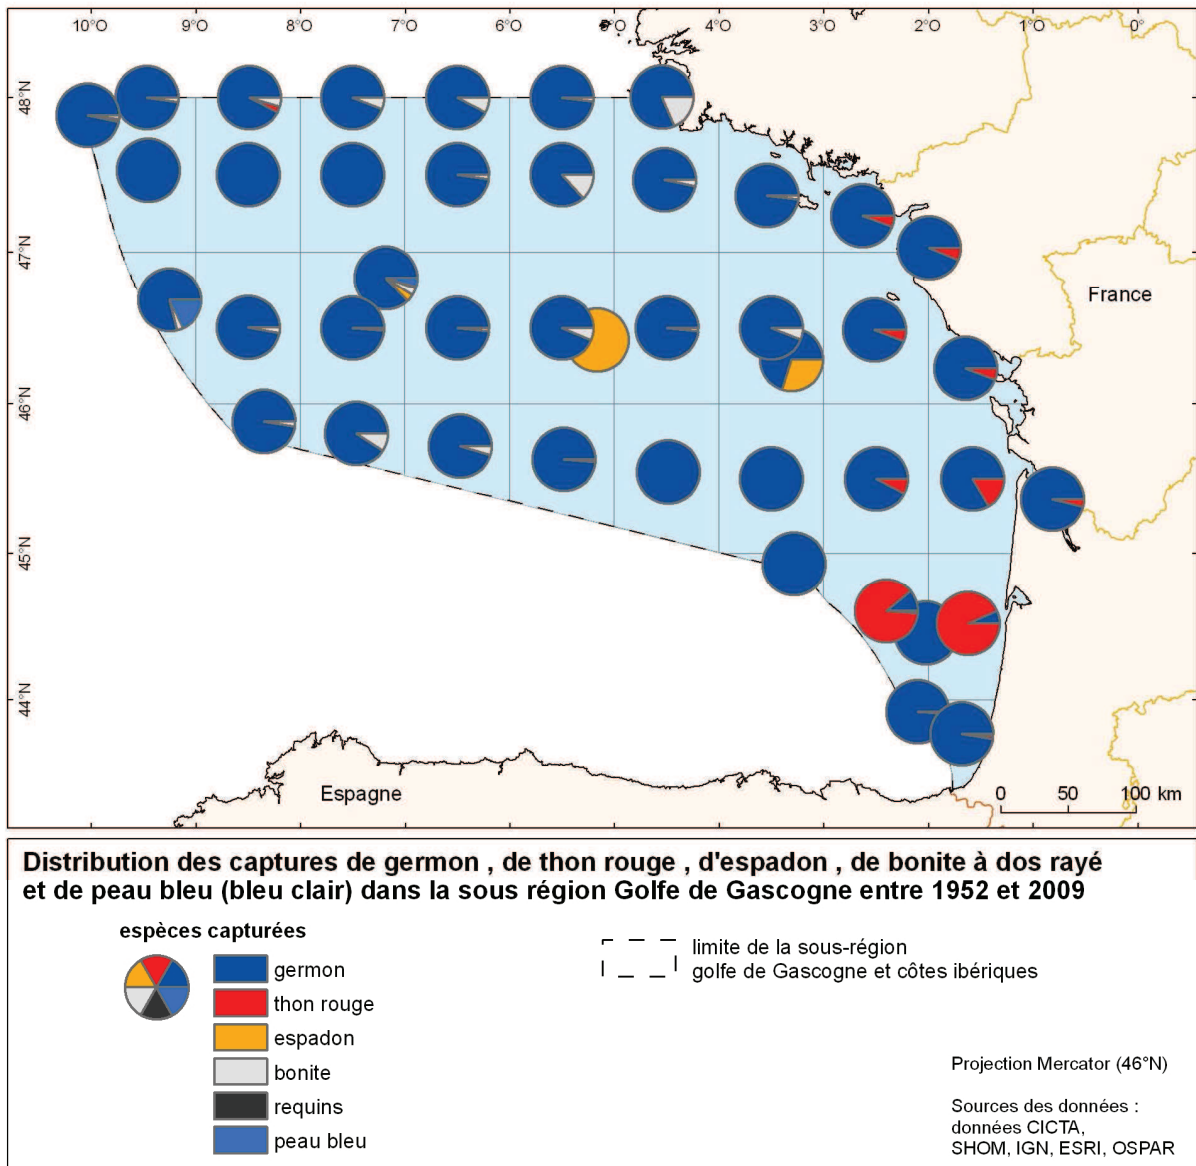 10°O 9°O 8°O 7°O 6°O 5°O 4°O 3°O 2°O 1°O 0°
48°N
47°N
46°N
45°N
44°N
France
Espagne
0 50 100 km
Distribution des captures de germon , de thon rouge , d'espadon , de bonite à dos rayé
et de peau bleu (bleu clair) dans la sous région Golfe de Gascogne entre 1952 et 2009
espèces capturées
germon
thon rouge
espadon
bonite
requins
peau bleu
limite de la sous-région
golfe de Gascogne et côtes ibériques
Projection Mercator (46°N)
Sources des données :
données CICTA,
SHOM, IGN, ESRI, OSPAR